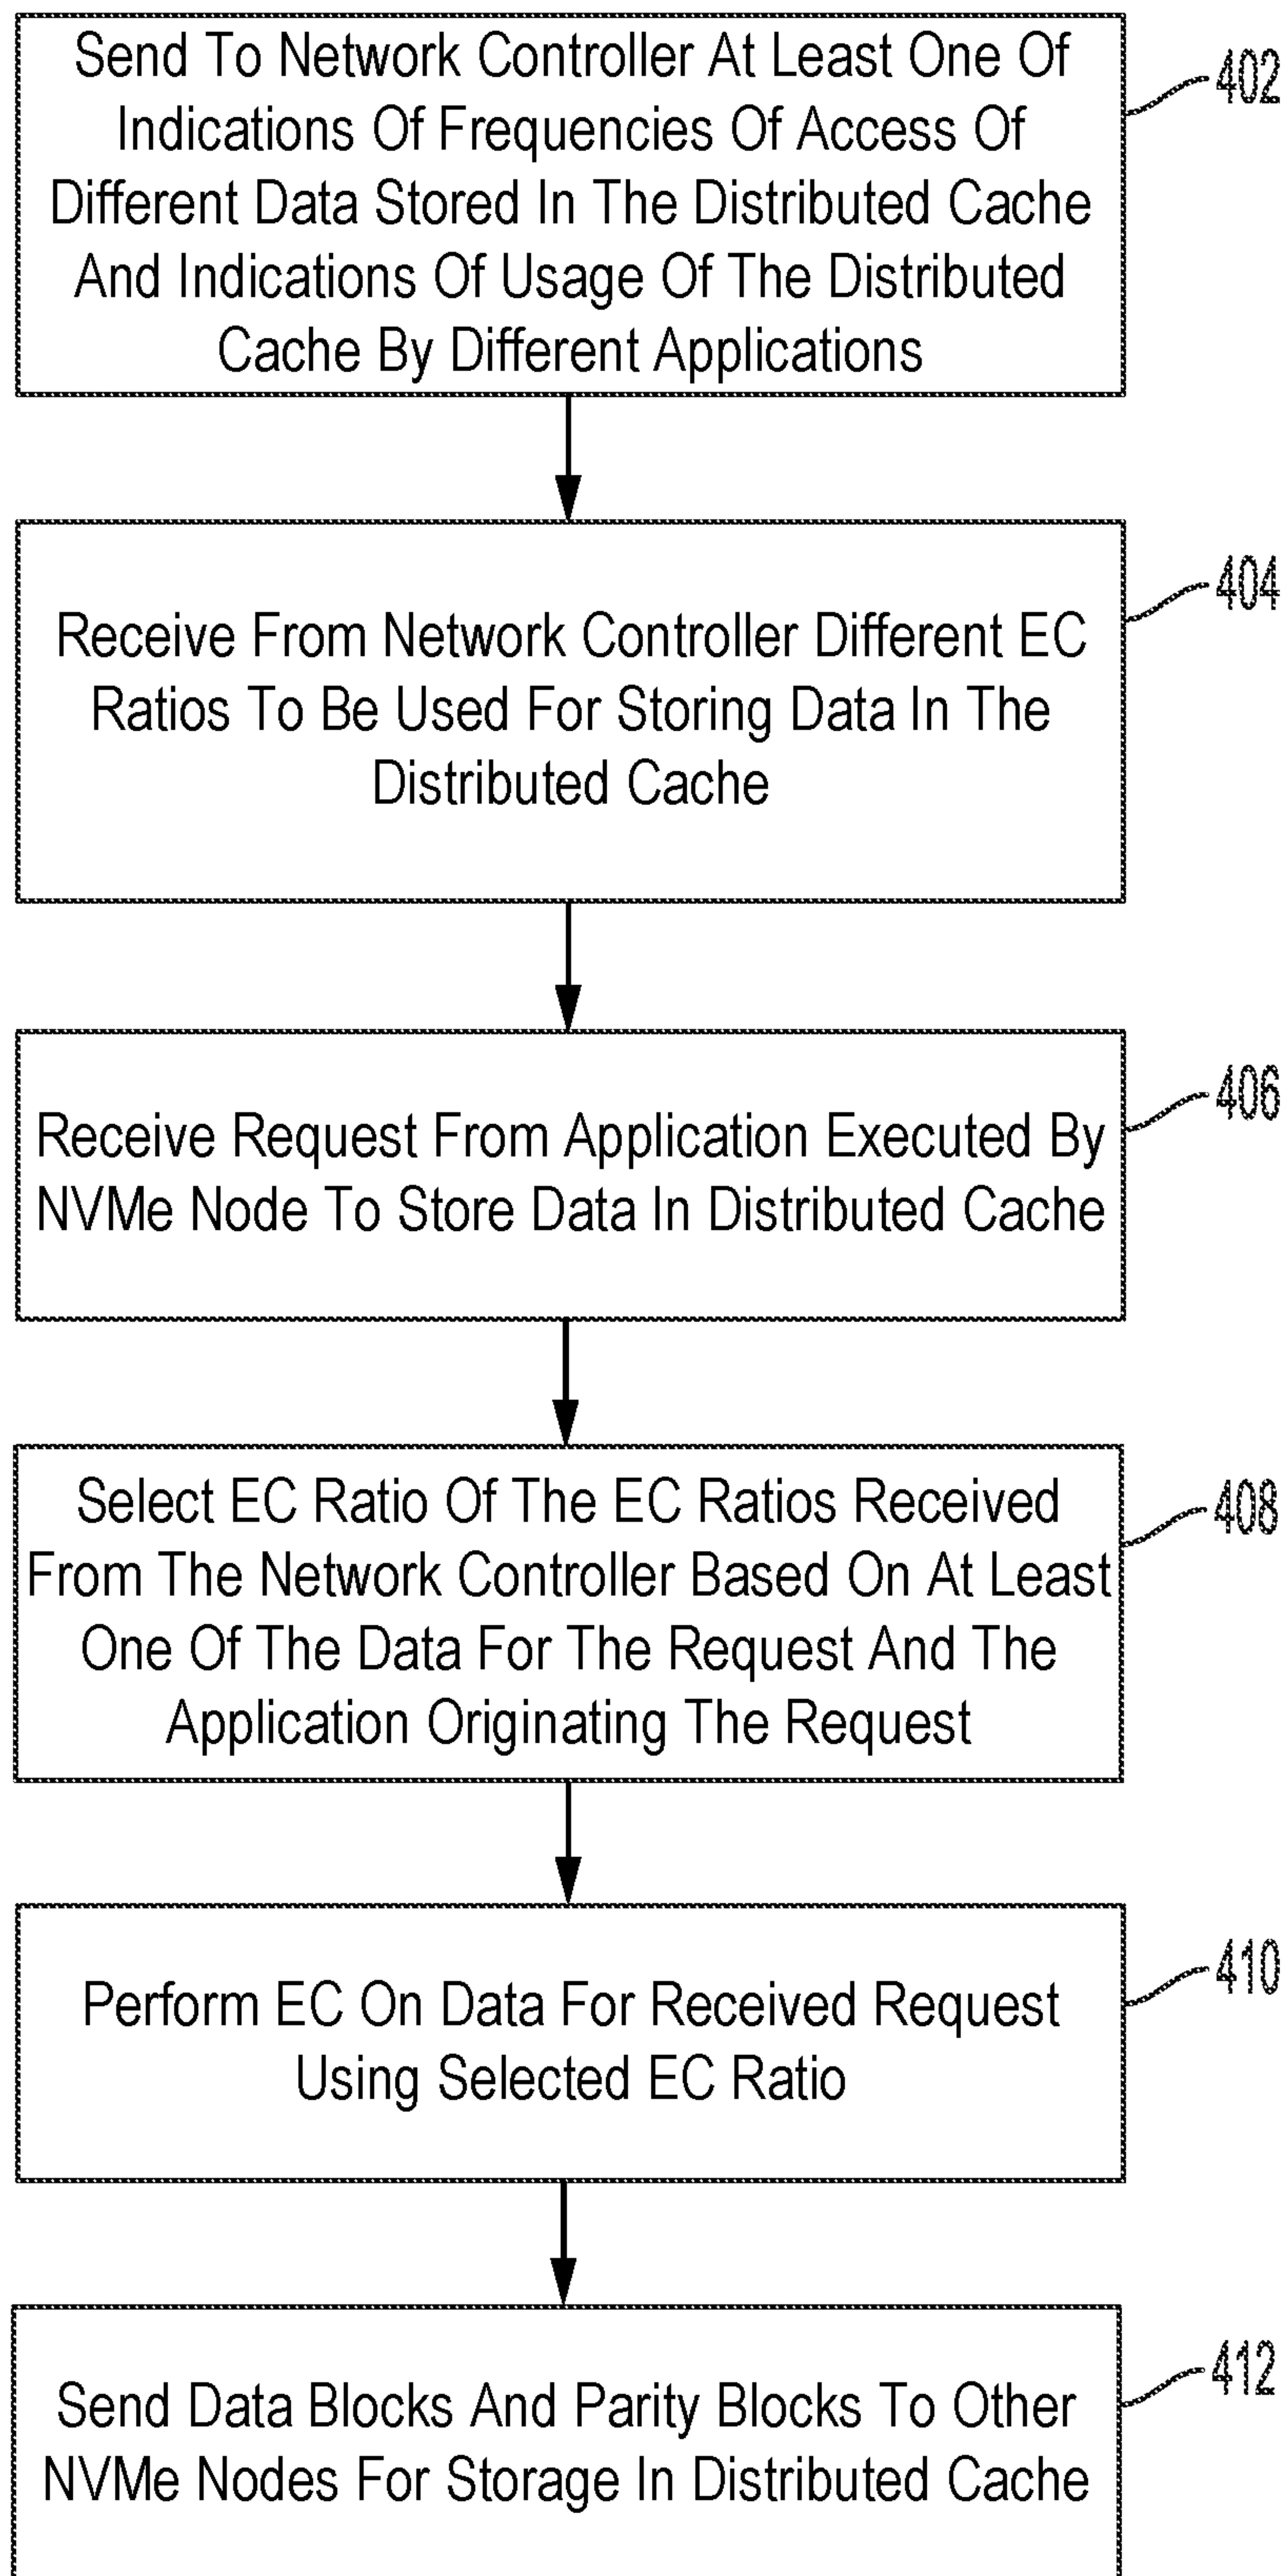 Send To Network Controller At Least One Of
Indications Of Frequencies Of Access Of
Different Data Stored In The Distributed Cache
And Indications Of Usage Of The Distributed
Cache By Different Applications
402
Receive From Network Controller Different EC
Ratios To Be Used For Storing Data In The
Distributed Cache
404
Receive Request From Application Executed By
NVMe Node To Store Data In Distributed Cache
406
Select EC Ratio Of The EC Ratios Received
From The Network Controller Based On At Least
One Of The Data For The Request And The
Application Originating The Request
408
Perform EC On Data For Received Request
Using Selected EC Ratio
410
Send Data Blocks And Parity Blocks To Other
NVMe Nodes For Storage In Distributed Cache
412